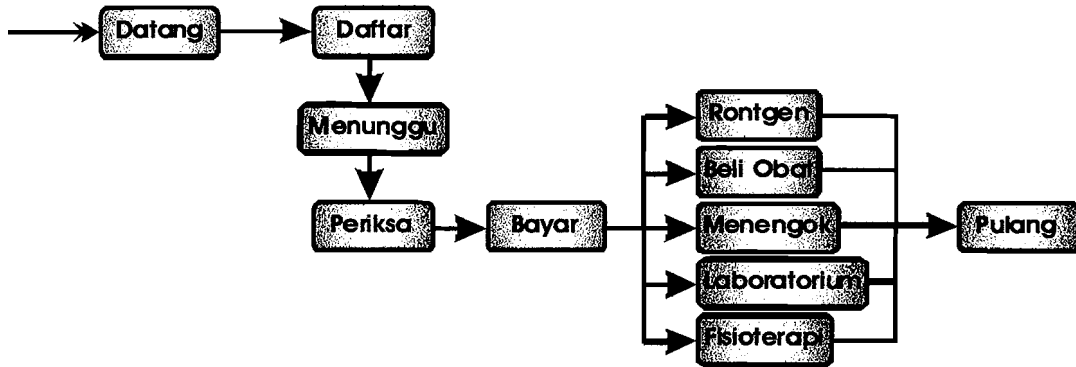 Datang
Daftar
Menunggu
Periksa
Bayar
Rontgen
Beli Obat
Menengok
Laboratorium
Fisioterapi
Pulang